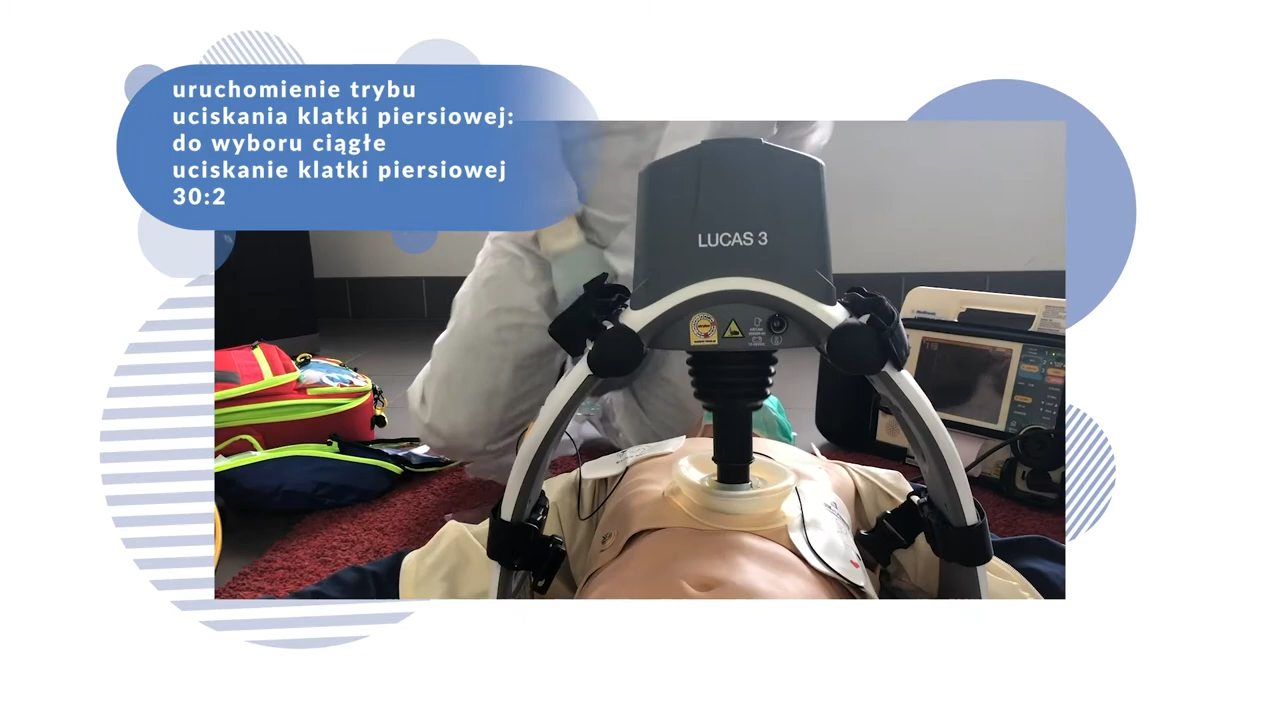 uruchomienie trybu
uciskania klatki piersiowej:
do wyboru ciągłe
uciskanie klatki piersiowej
30:2
LUCAS 3